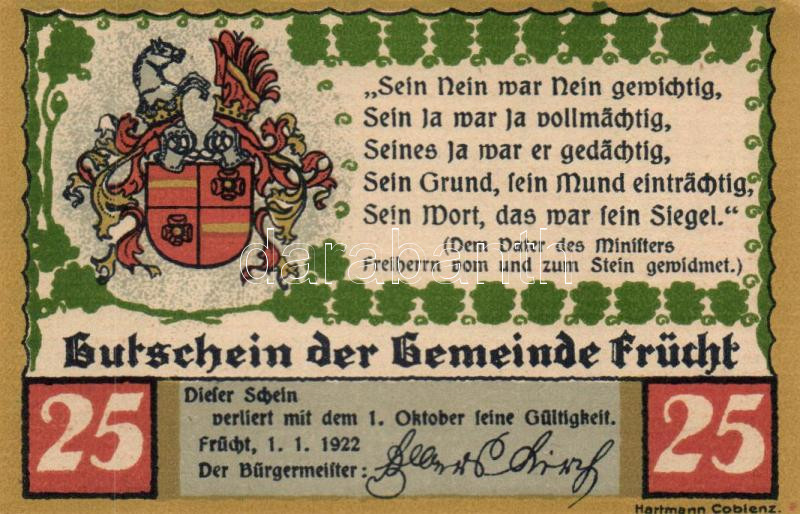 „Sein Nein war Nein gewichtig,
Sein Ja war Ja vollmächtig,
Seines Ja war er gedächtig,
Sein Grund, sein Mund einträchtig,
Sein Wort, das war sein Siegel.“
(Dem Vater des Ministers
Freiherrn vom und zum Stein gewidmet.)
darabanth
Gutschein der Gemeinde Frücht
25
Dieser Schein
verliert mit dem 1. Oktober seine Gültigkeit.
Frücht, 1. 1. 1922
Der Bürgermeister:
25
Hartmann Coblenz.